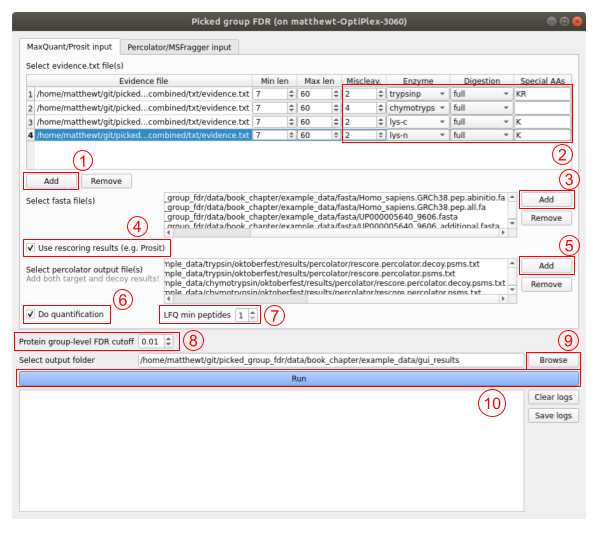 Picked group FDR (on matthewt-OptiPlex-3060)
MaxQuant/Prosit input Percolator/MSFragger input
Select evidence.txt file(s)
Evidence file Min len Max len Miscleav. Enzyme Digestion Special AAs
1 /home/matthewt/git/picked...combined/txt/evidence.txt 7 60 2 trypsinp full KR
2 /home/matthewt/git/picked...combined/txt/evidence.txt 7 60 4 chymotryps full
3 /home/matthewt/git/picked...combined/txt/evidence.txt 7 60 2 lys-c full K
4 /home/matthewt/git/picked...combined/txt/evidence.txt 7 60 2 lys-n full K
1 2
Add Remove
3
Select fasta file(s) _group_fdr/data/book_chapter/example_data/fasta/Homo_sapiens.GRCh38.pep.abinitio.fa Add
_group_fdr/data/book_chapter/example_data/fasta/Homo_sapiens.GRCh38.pep.all.fa
_group_fdr/data/book_chapter/example_data/fasta/UP000005640_9606.fasta Remove
_group_fdr/data/book_chapter/example_data/fasta/UP000005640_9606_additional.fasta
4
Use rescoring results (e.g. Prosit)
5
Select percolator output file(s) mple_data/trypsin/oktoberfest/results/percolator/rescore.percolator.decoy.psms.txt Add
Add both target and decoy results! mple_data/trypsin/oktoberfest/results/percolator/rescore.percolator.psms.txt
mple_data/chymotrypsin/oktoberfest/results/percolator/rescore.percolator.decoy.psms.txt Remove
mple_data/chymotrypsin/oktoberfest/results/percolator/rescore.percolator.psms.txt
6
Do quantification LFQ min peptides 1 7
Protein group-level FDR cutoff 0.01 8 9
Select output folder /home/matthewt/git/picked_group_fdr/data/book_chapter/example_data/gui_results Browse
Run
10
Clear logs
Save logs